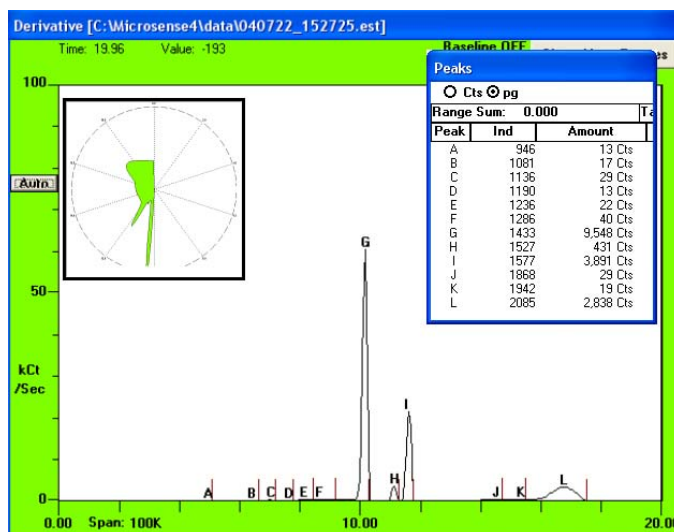 Derivative [C:\Microsense4\data\040722_152725.est]
Time: 19.96 Value: -193
Baseline OFF
Peaks
Cts pg
Range Sum: 0.000 Ta
Peak Ind Amount
A 946 13 Cts
B 1081 17 Cts
C 1136 29 Cts
D 1190 13 Cts
E 1236 22 Cts
F 1286 40 Cts
G 1433 9,548 Cts
H 1527 431 Cts
I 1577 3,891 Cts
J 1868 29 Cts
K 1942 19 Cts
L 2085 2,838 Cts
100
Auto
G
50
kCt
/Sec
I
H
L
A B C D E F
J K
0
0.00 Span: 100K 10.00 20.00